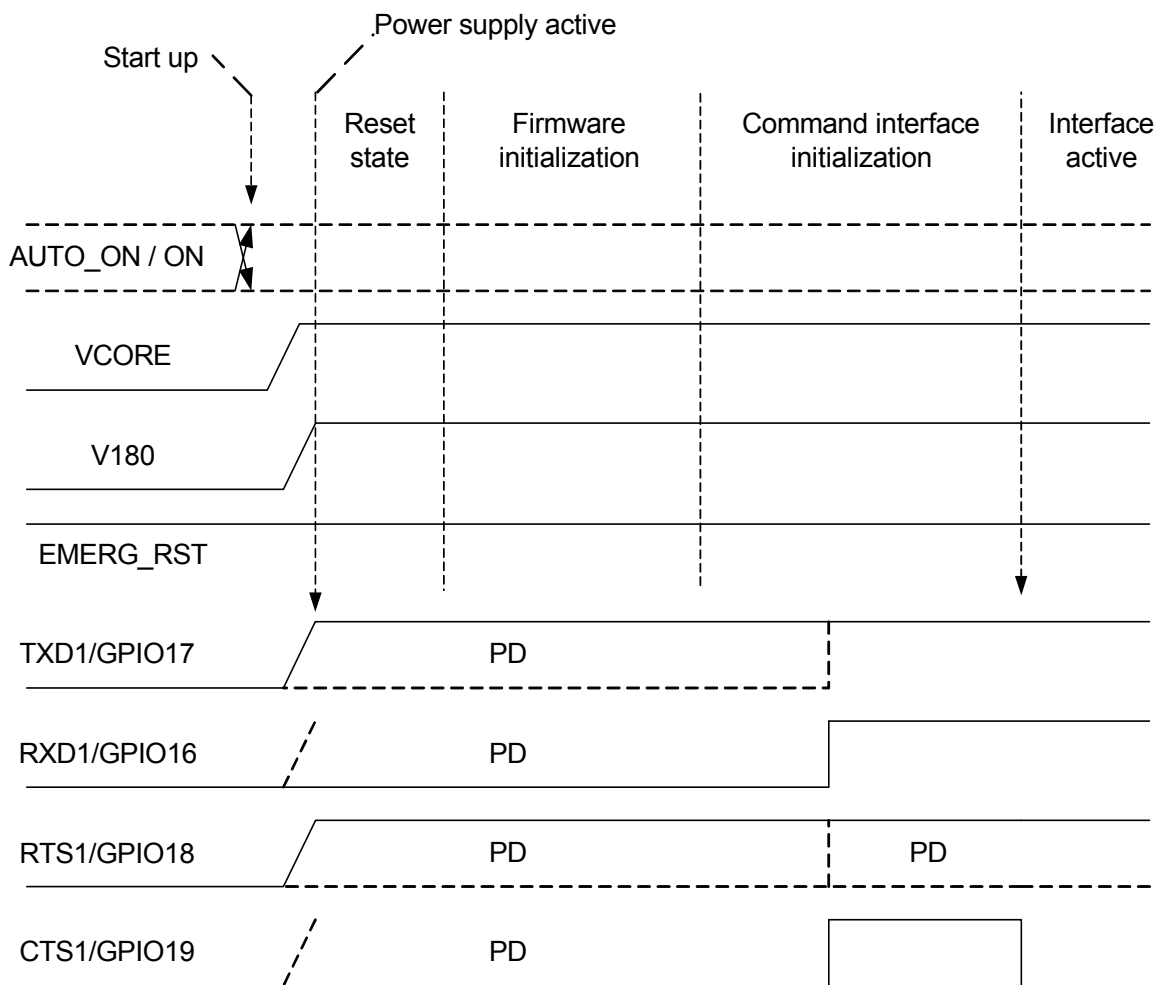 Power supply active
Start up
Reset
state
Firmware
initialization
Command interface
initialization
Interface
active
AUTO_ON / ON
VCORE
V180
EMERG_RST
TXD1/GPIO17
PD
RXD1/GPIO16
PD
RTS1/GPIO18
PD
PD
CTS1/GPIO19
PD